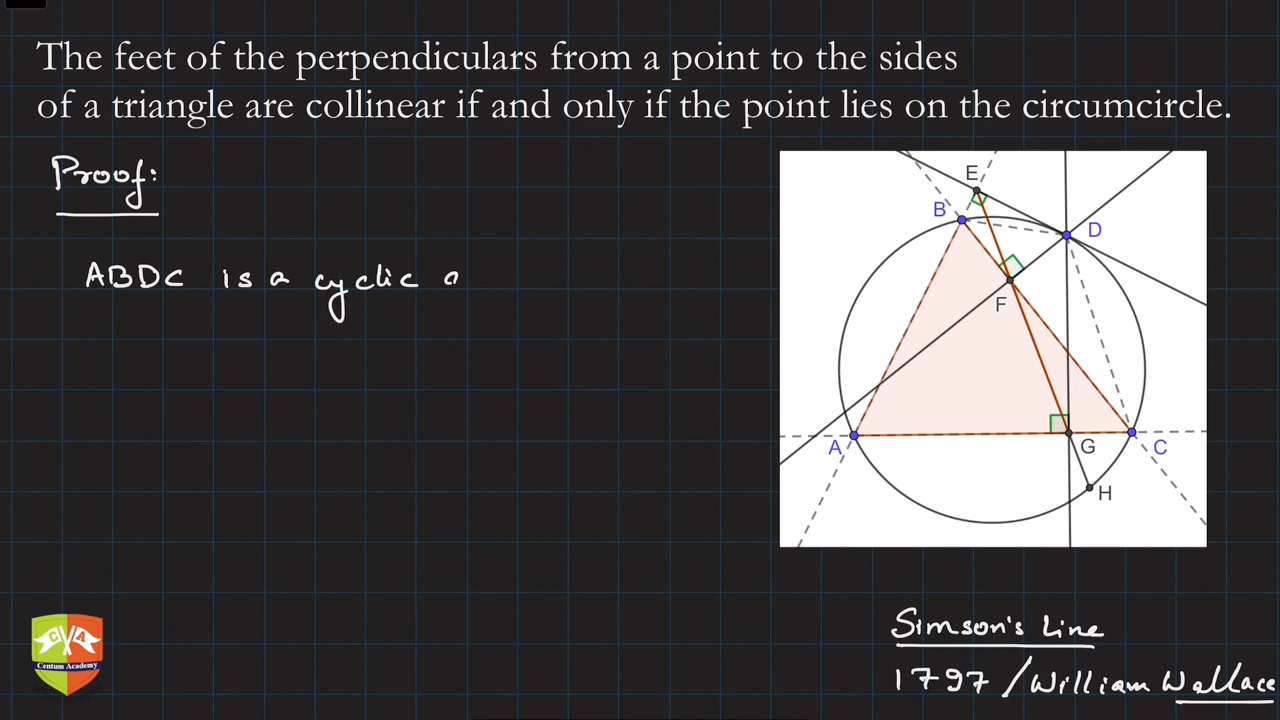 The feet of the perpendiculars from a point to the sides
of a triangle are collinear if and only if the point lies on the circumcircle.
Proof:
ABDC is a cyclic
E
B
D
F
A
G
C
H
C A
Centum Academy
Simson's Line
1797 / William Wallace